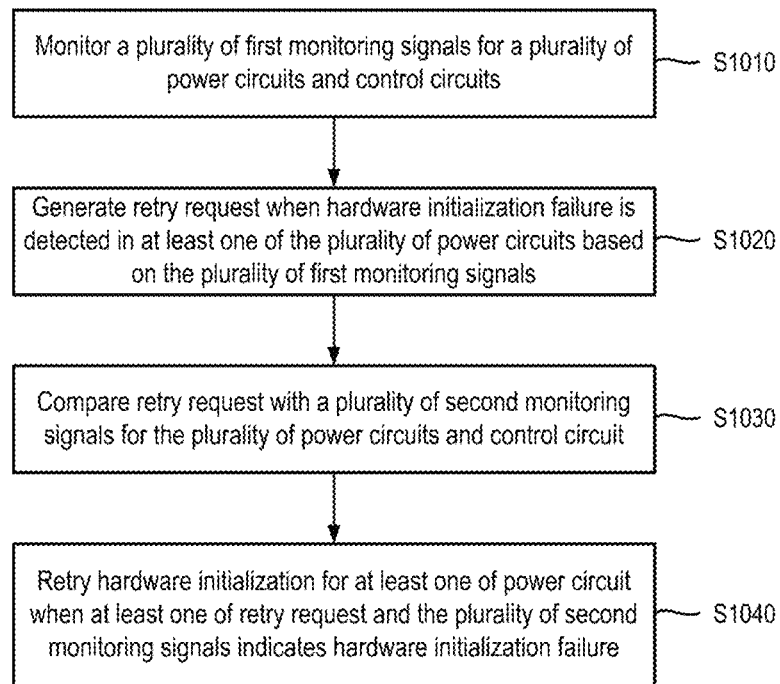 Monitor a plurality of first monitoring signals for a plurality of
power circuits and control circuits
S1010
Generate retry request when hardware initialization failure is
detected in at least one of the plurality of power circuits based
on the plurality of first monitoring signals
S1020
Compare retry request with a plurality of second monitoring
signals for the plurality of power circuits and control circuit
S1030
Retry hardware initialization for at least one of power circuit
when at least one of retry request and the plurality of second
monitoring signals indicates hardware initialization failure
S1040